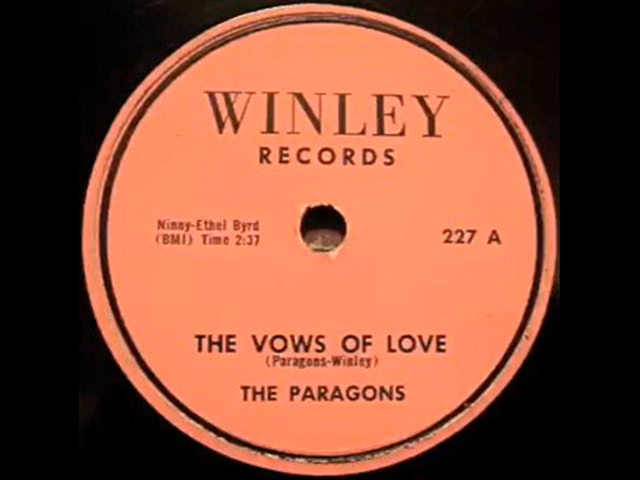 WINLEY
RECORDS
Ninny-Ethel Byrd
(BMI) Time 2:37
227 A
THE VOWS OF LOVE
(Paragons-Winley)
THE PARAGONS